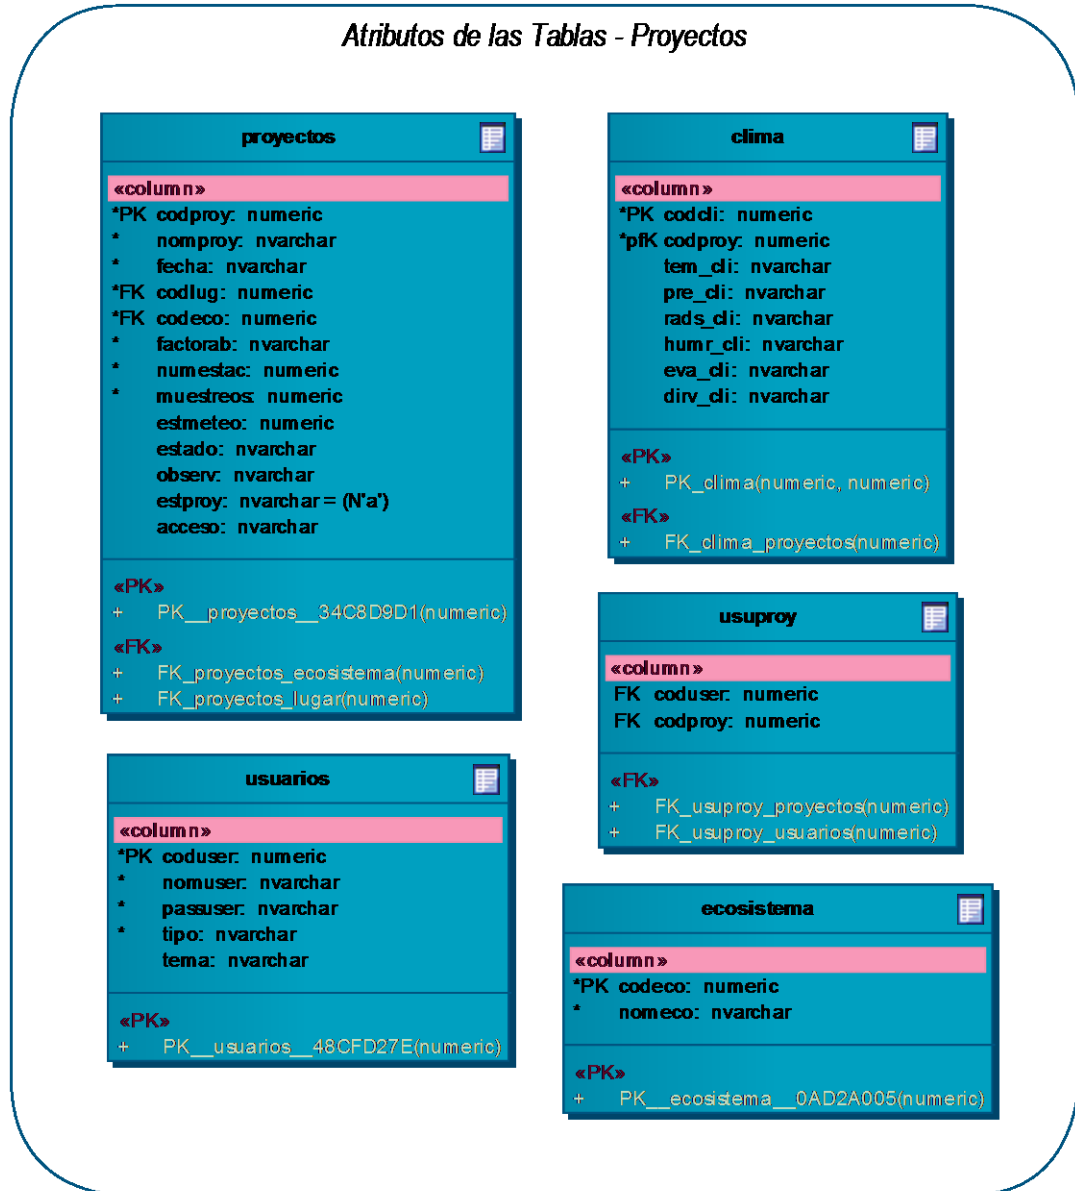 Atributos de las Tablas - Proyectos
proyectos
«column»
*PK codproy: numeric
* nomproy: nvarchar
* fecha: nvarchar
*FK codlug: numeric
*FK codeco: numeric
* factorab: nvarchar
* numestac: numeric
* muestreos: numeric
estmeteo: numeric
estado: nvarchar
observ: nvarchar
estproy: nvarchar = (N'a')
acceso: nvarchar
«PK»
+ PK__proyectos__34C8D9D1(numeric)
«FK»
+ FK_proyectos_ecosistema(numeric)
+ FK_proyectos_lugar(numeric)
clima
«column»
*PK codcli: numeric
*pfK codproy: numeric
tem_cli: nvarchar
pre_cli: nvarchar
rads_cli: nvarchar
humr_cli: nvarchar
eva_cli: nvarchar
dirv_cli: nvarchar
«PK»
+ PK_clima(numeric, numeric)
«FK»
+ FK_clima_proyectos(numeric)
usuproy
«column»
FK coduser: numeric
FK codproy: numeric
«FK»
+ FK_usuproy_proyectos(numeric)
+ FK_usuproy_usuarios(numeric)
usuarios
«column»
*PK coduser: numeric
* nomuser: nvarchar
* passuser: nvarchar
* tipo: nvarchar
tema: nvarchar
«PK»
+ PK__usuarios__48CFD27E(numeric)
ecosistema
«column»
*PK codeco: numeric
* nomeco: nvarchar
«PK»
+ PK__ecosistema__0AD2A005(numeric)